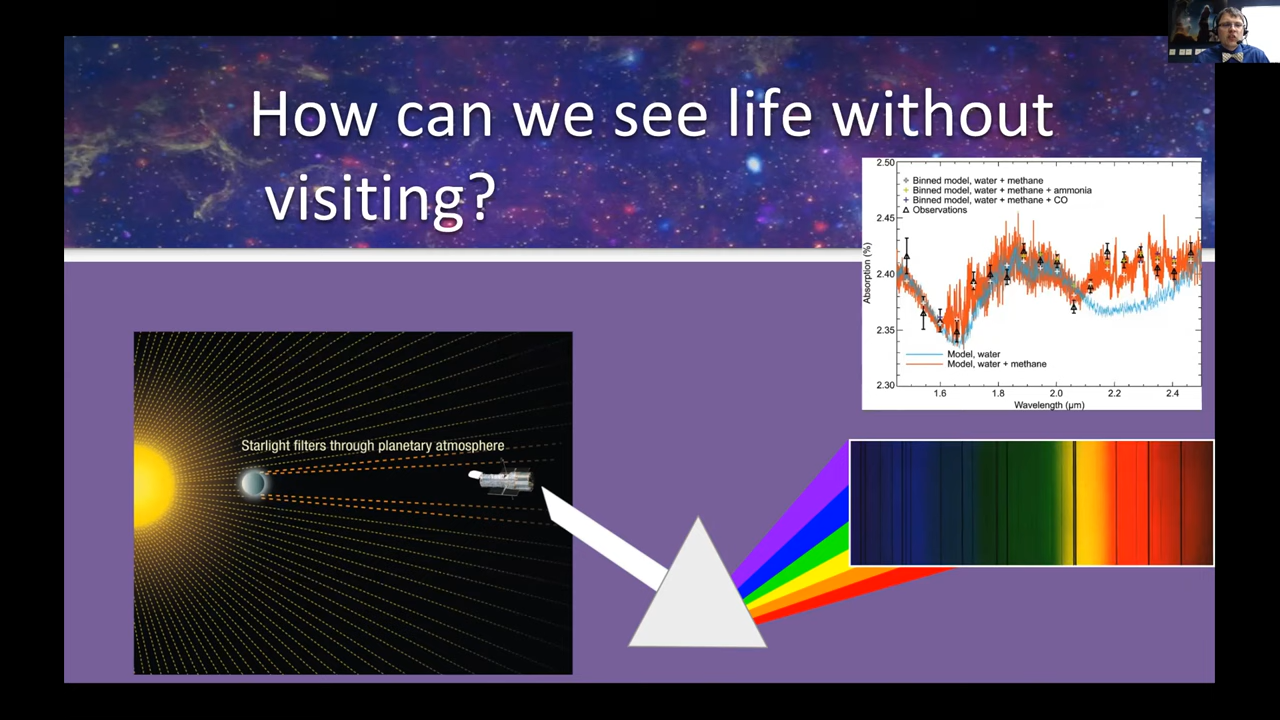 How can we see life without
visiting?
2.50
2.45
2.40
2.35
2.30
Absorption (%)
Binned model, water + methane
Binned model, water + methane + ammonia
Binned model, water + methane + CO
Observations
Model, water
Model, water + methane
1.6 1.8 2.0 2.2 2.4
Wavelength (μm)
Starlight filters through planetary atmosphere